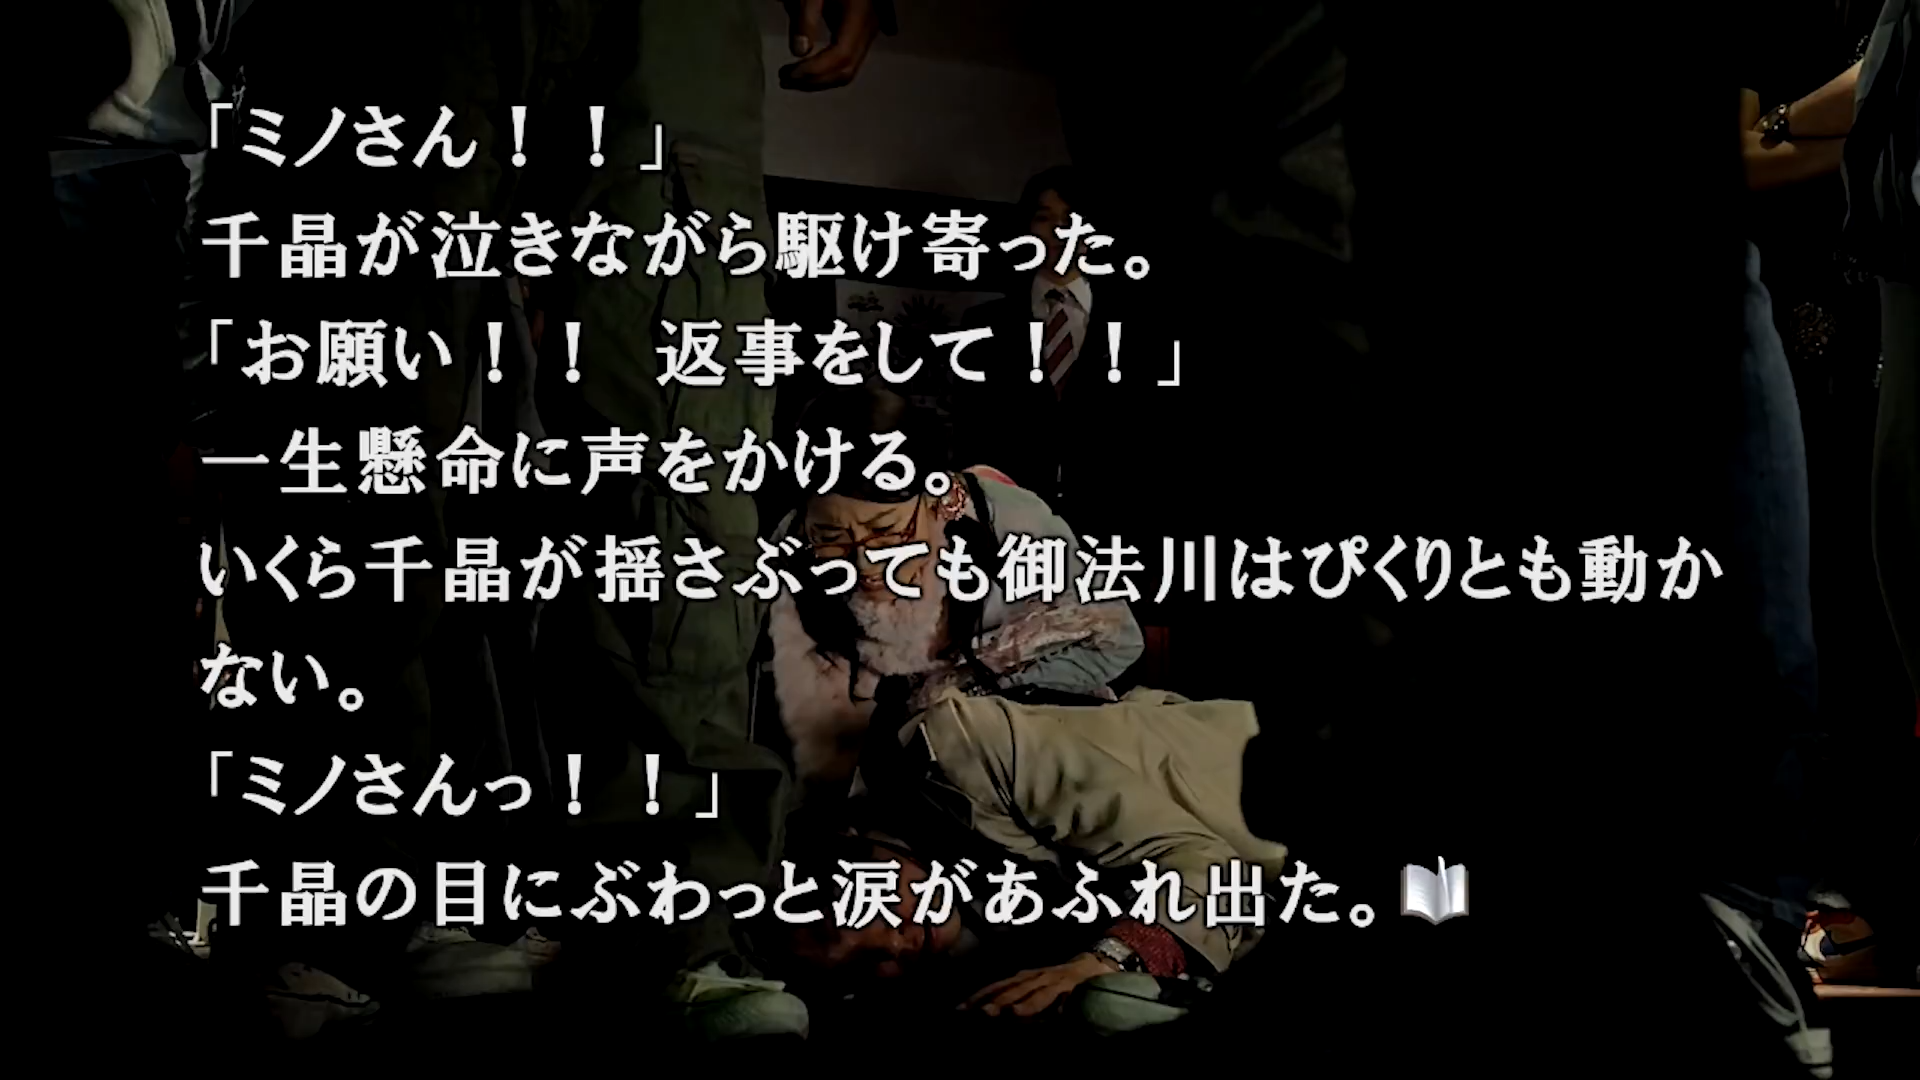 「ミノさん！！」
千晶が泣きながら駆け寄った。
「お願い！！　返事をして！！」
一生懸命に声をかける。
いくら千晶が揺さぶっても御法川はぴくりとも動か
ない。
「ミノさんっ！！」
千晶の目にぶわっと涙があふれ出た。